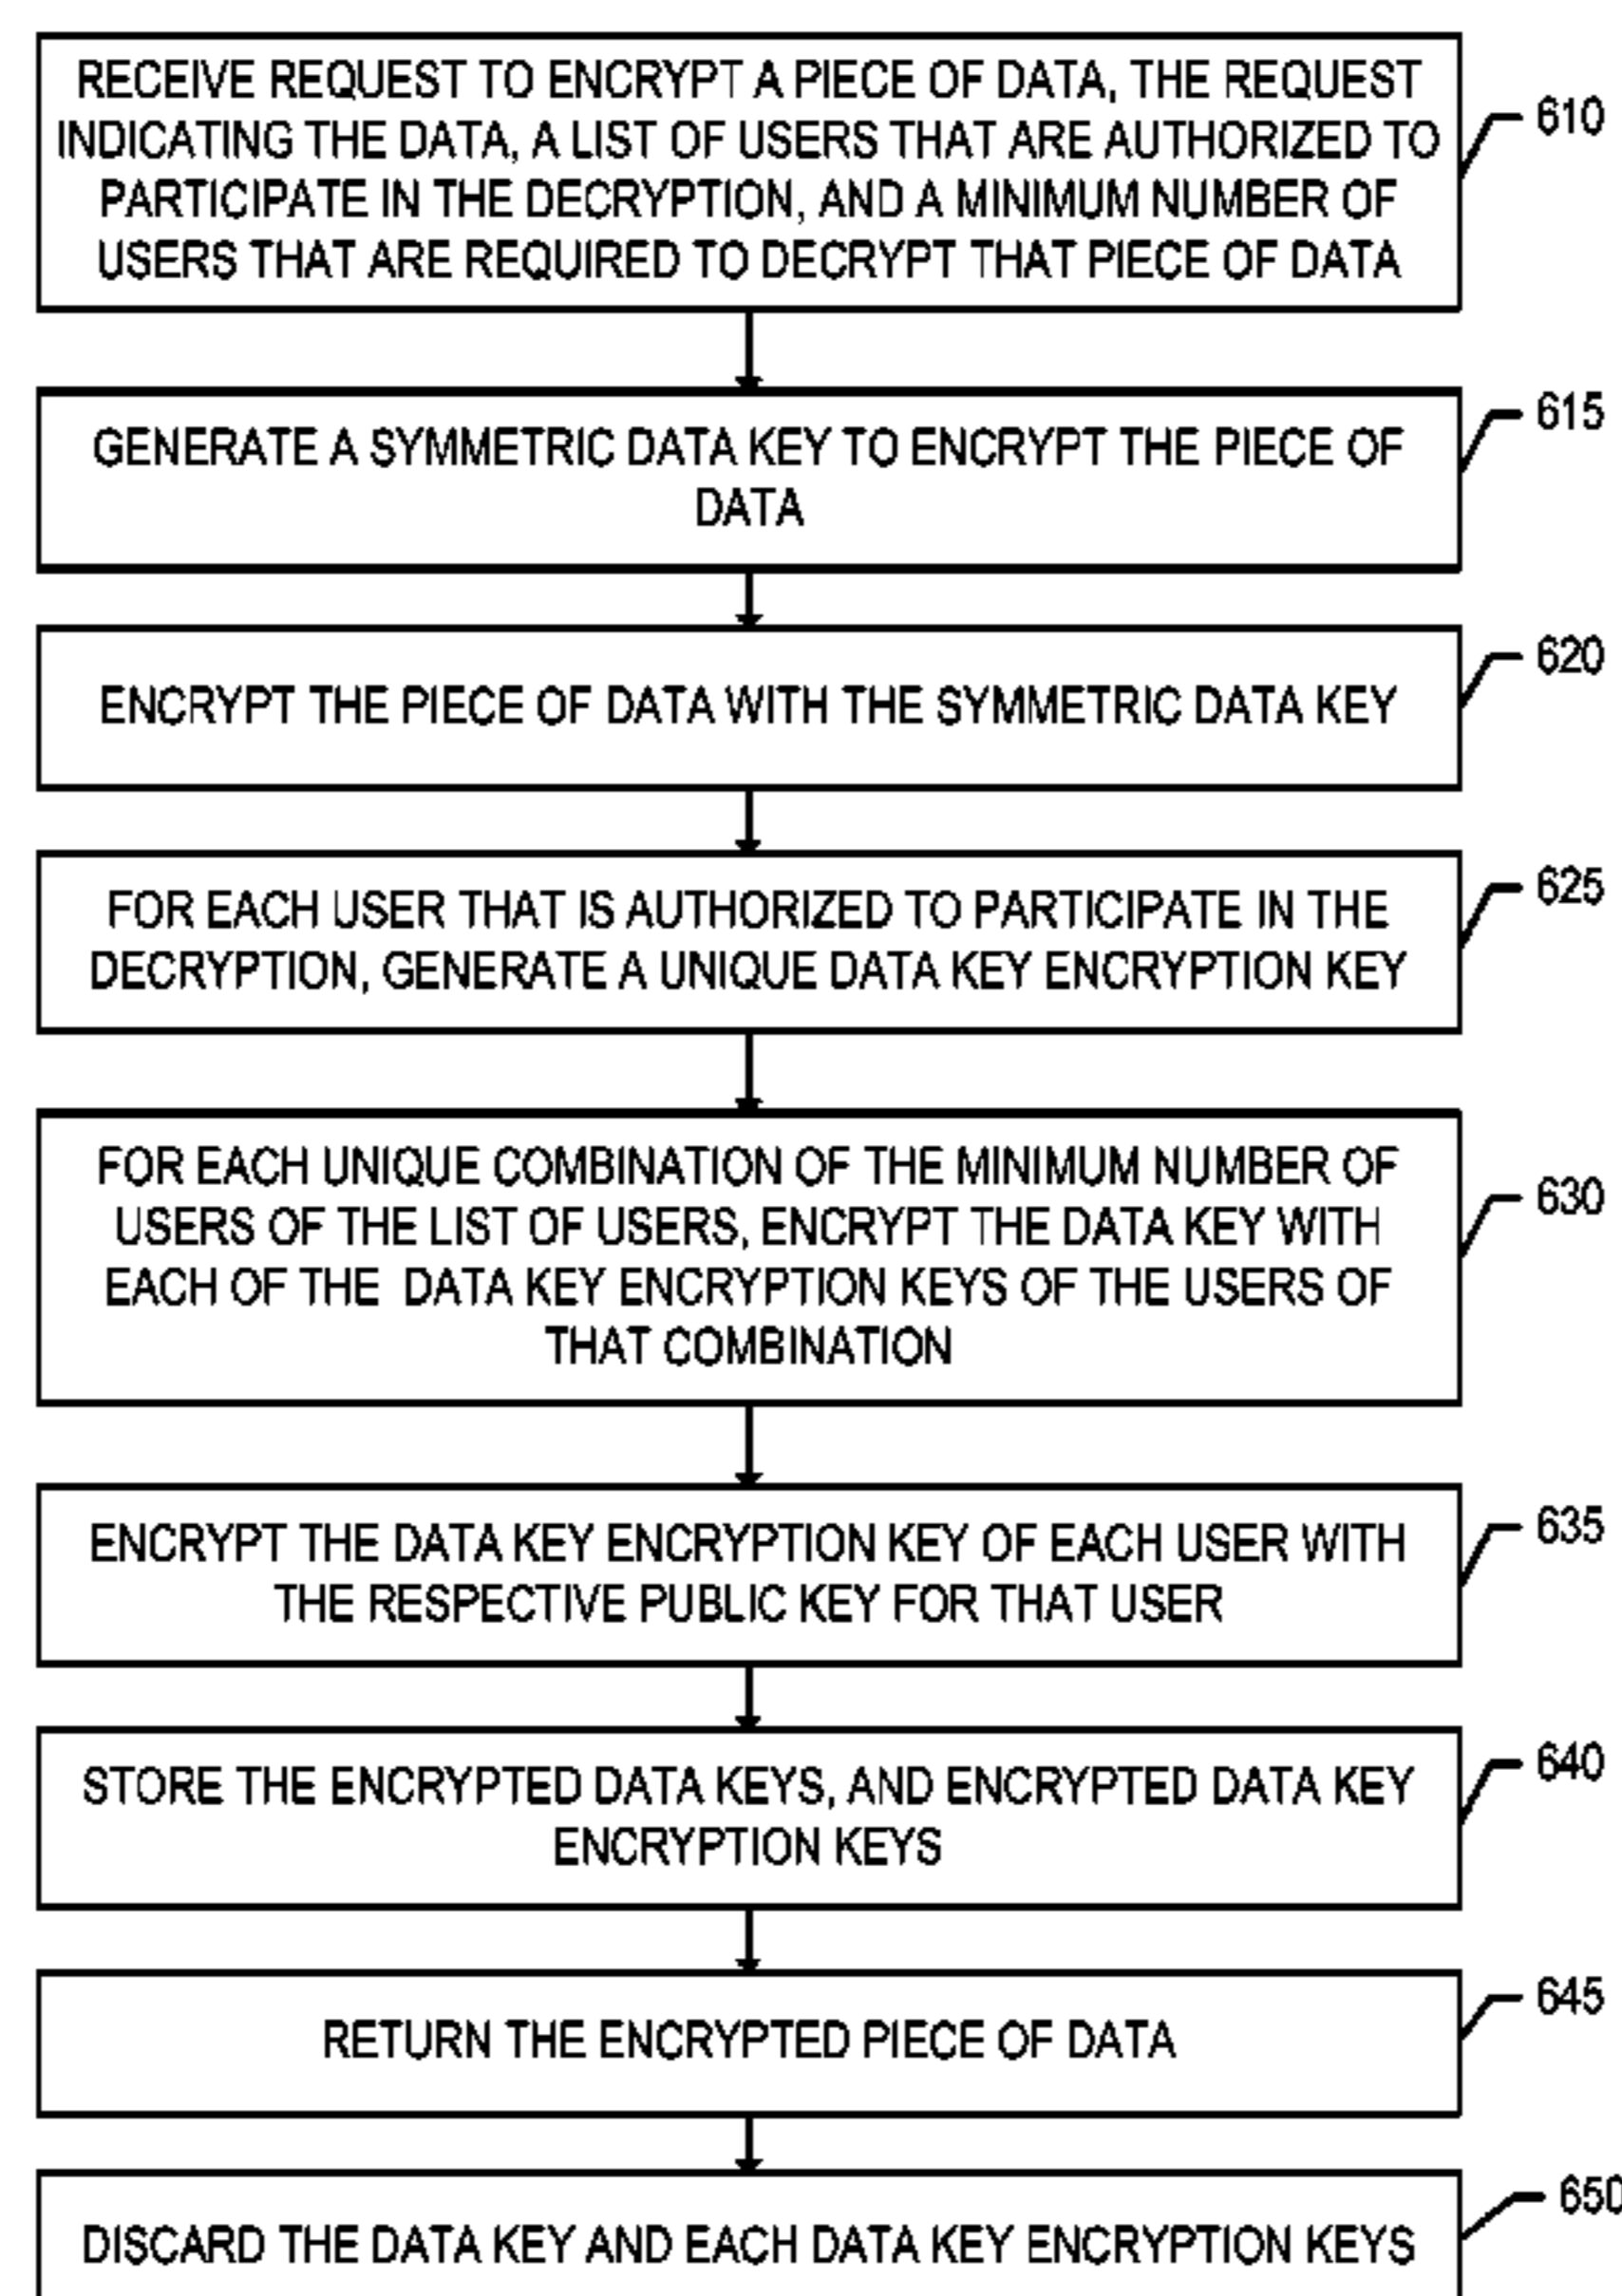 RECEIVE REQUEST TO ENCRYPT A PIECE OF DATA, THE REQUEST
INDICATING THE DATA, A LIST OF USERS THAT ARE AUTHORIZED TO
PARTICIPATE IN THE DECRYPTION, AND A MINIMUM NUMBER OF
USERS THAT ARE REQUIRED TO DECRYPT THAT PIECE OF DATA
610
GENERATE A SYMMETRIC DATA KEY TO ENCRYPT THE PIECE OF
DATA
615
ENCRYPT THE PIECE OF DATA WITH THE SYMMETRIC DATA KEY
620
FOR EACH USER THAT IS AUTHORIZED TO PARTICIPATE IN THE
DECRYPTION, GENERATE A UNIQUE DATA KEY ENCRYPTION KEY
625
FOR EACH UNIQUE COMBINATION OF THE MINIMUM NUMBER OF
USERS OF THE LIST OF USERS, ENCRYPT THE DATA KEY WITH
EACH OF THE DATA KEY ENCRYPTION KEYS OF THE USERS OF
THAT COMBINATION
630
ENCRYPT THE DATA KEY ENCRYPTION KEY OF EACH USER WITH
THE RESPECTIVE PUBLIC KEY FOR THAT USER
635
STORE THE ENCRYPTED DATA KEYS, AND ENCRYPTED DATA KEY
ENCRYPTION KEYS
640
RETURN THE ENCRYPTED PIECE OF DATA
645
DISCARD THE DATA KEY AND EACH DATA KEY ENCRYPTION KEYS
650